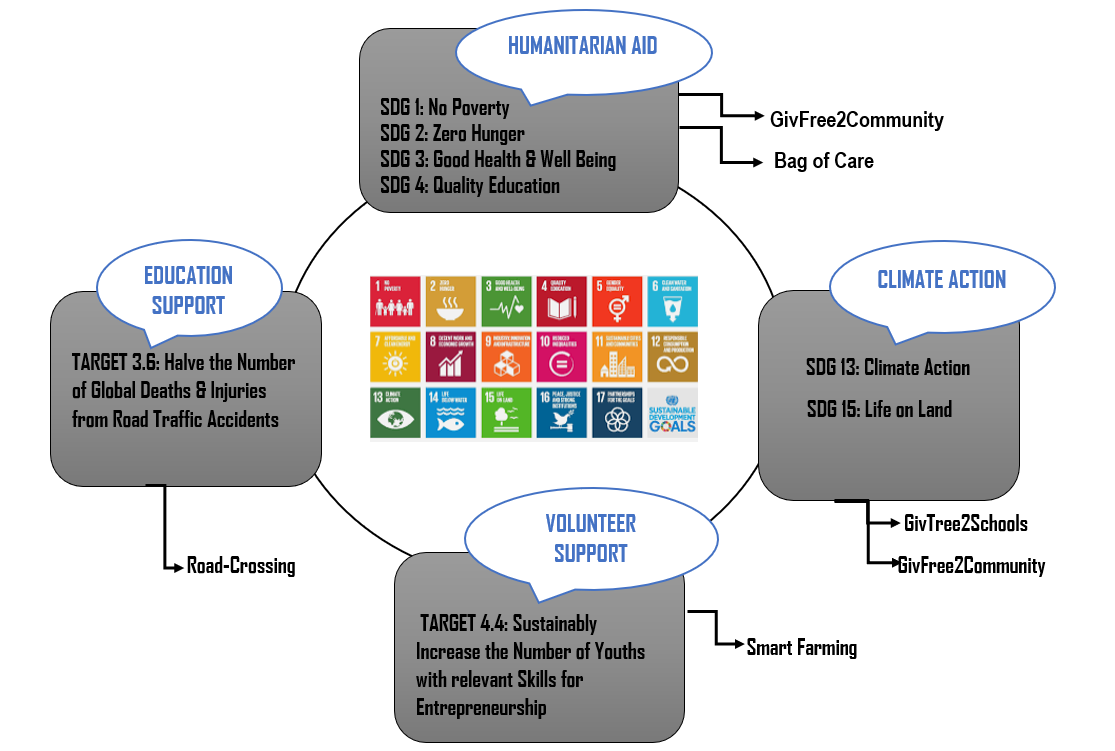 HUMANITARIAN AID
SDG 1: No Poverty
SDG 2: Zero Hunger
SDG 3: Good Health & Well Being
SDG 4: Quality Education
GivFree2Community
Bag of Care
EDUCATION
SUPPORT
TARGET 3.6: Halve the Number
of Global Deaths & Injuries
from Road Traffic Accidents
Road-Crossing
1 NO
POVERTY
2 ZERO
HUNGER
3 GOOD HEALTH
AND WELL-BEING
4 QUALITY
EDUCATION
5 GENDER
EQUALITY
6 CLEAN WATER
AND SANITATION
7 AFFORDABLE AND
CLEAN ENERGY
8 DECENT WORK AND
ECONOMIC GROWTH
9 INDUSTRY, INNOVATION
AND INFRASTRUCTURE
10 REDUCED
INEQUALITIES
11 SUSTAINABLE CITIES
AND COMMUNITIES
12 RESPONSIBLE
CONSUMPTION
AND PRODUCTION
13 CLIMATE
ACTION
14 LIFE
BELOW WATER
15 LIFE
ON LAND
16 PEACE, JUSTICE
AND STRONG
INSTITUTIONS
17 PARTNERSHIPS
FOR THE GOALS
SUSTAINABLE
DEVELOPMENT
GOALS
CLIMATE ACTION
SDG 13: Climate Action
SDG 15: Life on Land
GivTree2Schools
GivFree2Community
VOLUNTEER
SUPPORT
TARGET 4.4: Sustainably
Increase the Number of Youths
with relevant Skills for
Entrepreneurship
Smart Farming